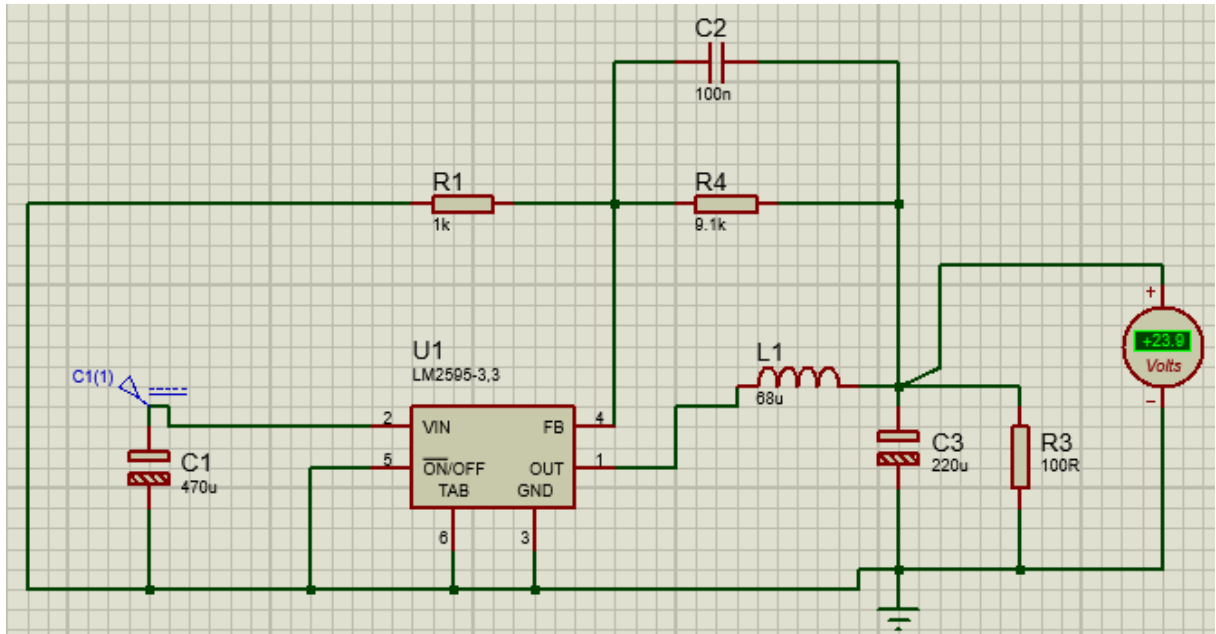 C2
100n
R1
1k
R4
9.1k
+
+23.9
Volts
−
C1(1)
U1
LM2595-3,3
L1
68u
2
VIN
FB
4
5
ON/OFF
OUT
1
TAB
GND
6
3
C1
470u
C3
220u
R3
100R